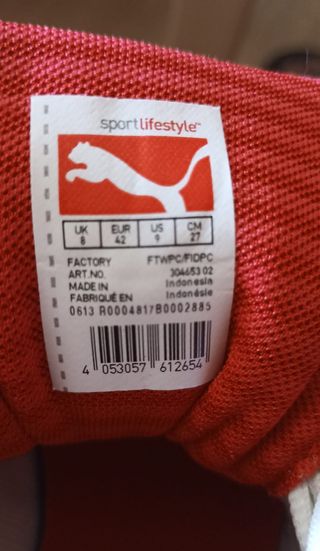 sportlifestyle™
UK EUR US CM
8 42 9 27
FACTORY FTWPC/FIDPC
ART.NO. 304653 02
MADE IN Indonesia
FABRIQUÉ EN Indonésie
0613 R0004817B0002885
4 053057 612654